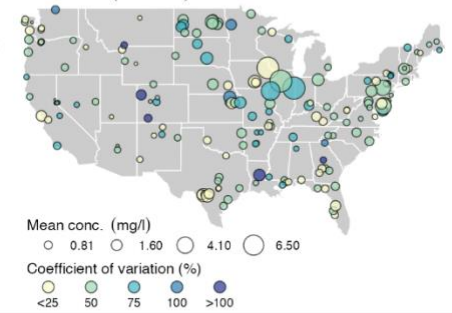 Mean conc. (mg/l)
0.81 1.60 4.10 6.50
Coefficient of variation (%)
<25 50 75 100 >100